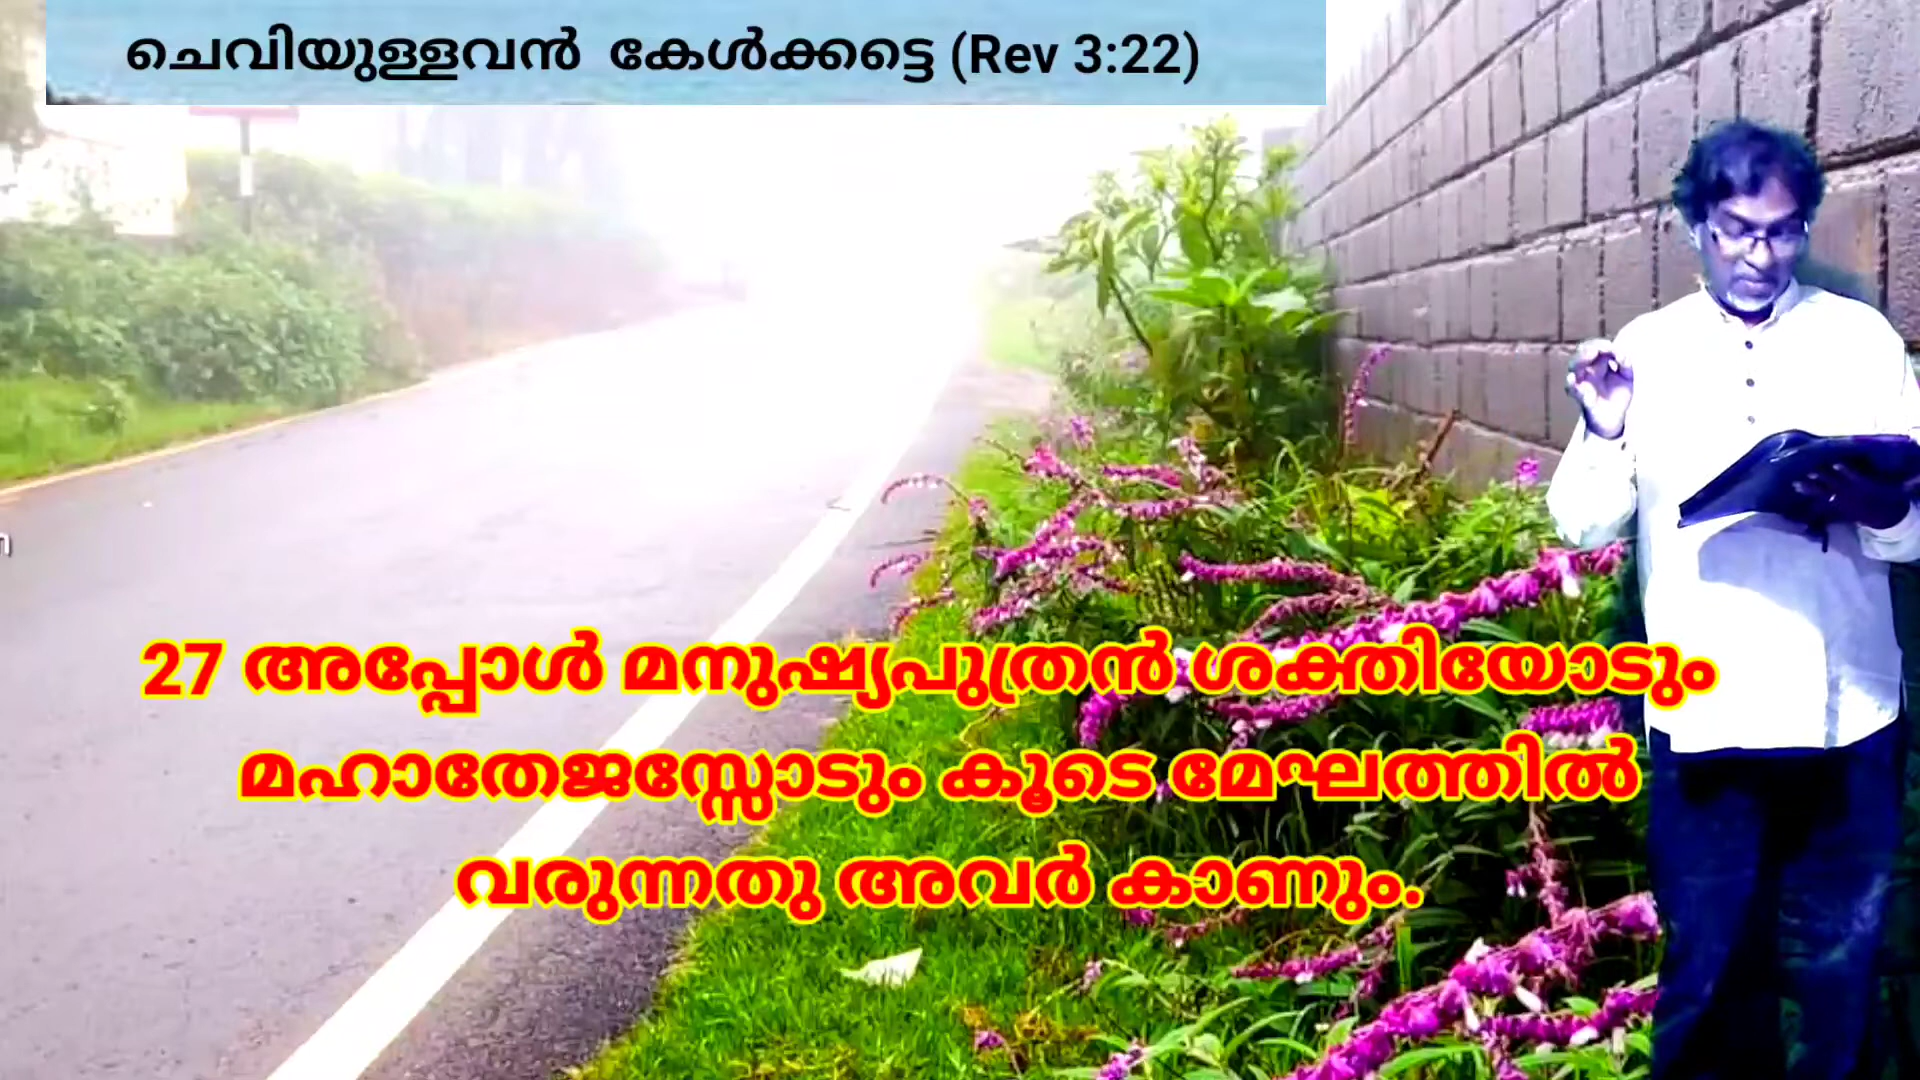 ചെവിയുള്ളവൻ കേൾക്കട്ടെ (Rev 3:22)
27 അപ്പോൾ മനുഷ്യപുത്രൻ ശക്തിയോടും
മഹാതേജസ്സോടും കൂടെ മേഘത്തിൽ
വരുന്നതു അവർ കാണും.